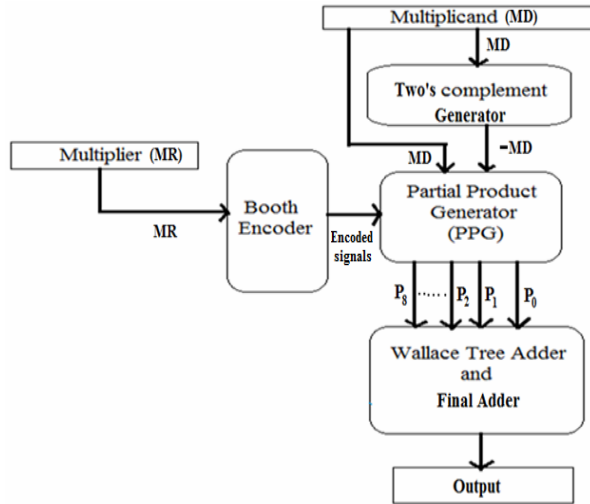 Multiplicand (MD)
MD
Two's complement
Generator
Multiplier (MR)
MD
−MD
Booth
Encoder
MR
Encoded
signals
Partial Product
Generator
(PPG)
P8 ...... P2 P1 P0
Wallace Tree Adder
and
Final Adder
Output